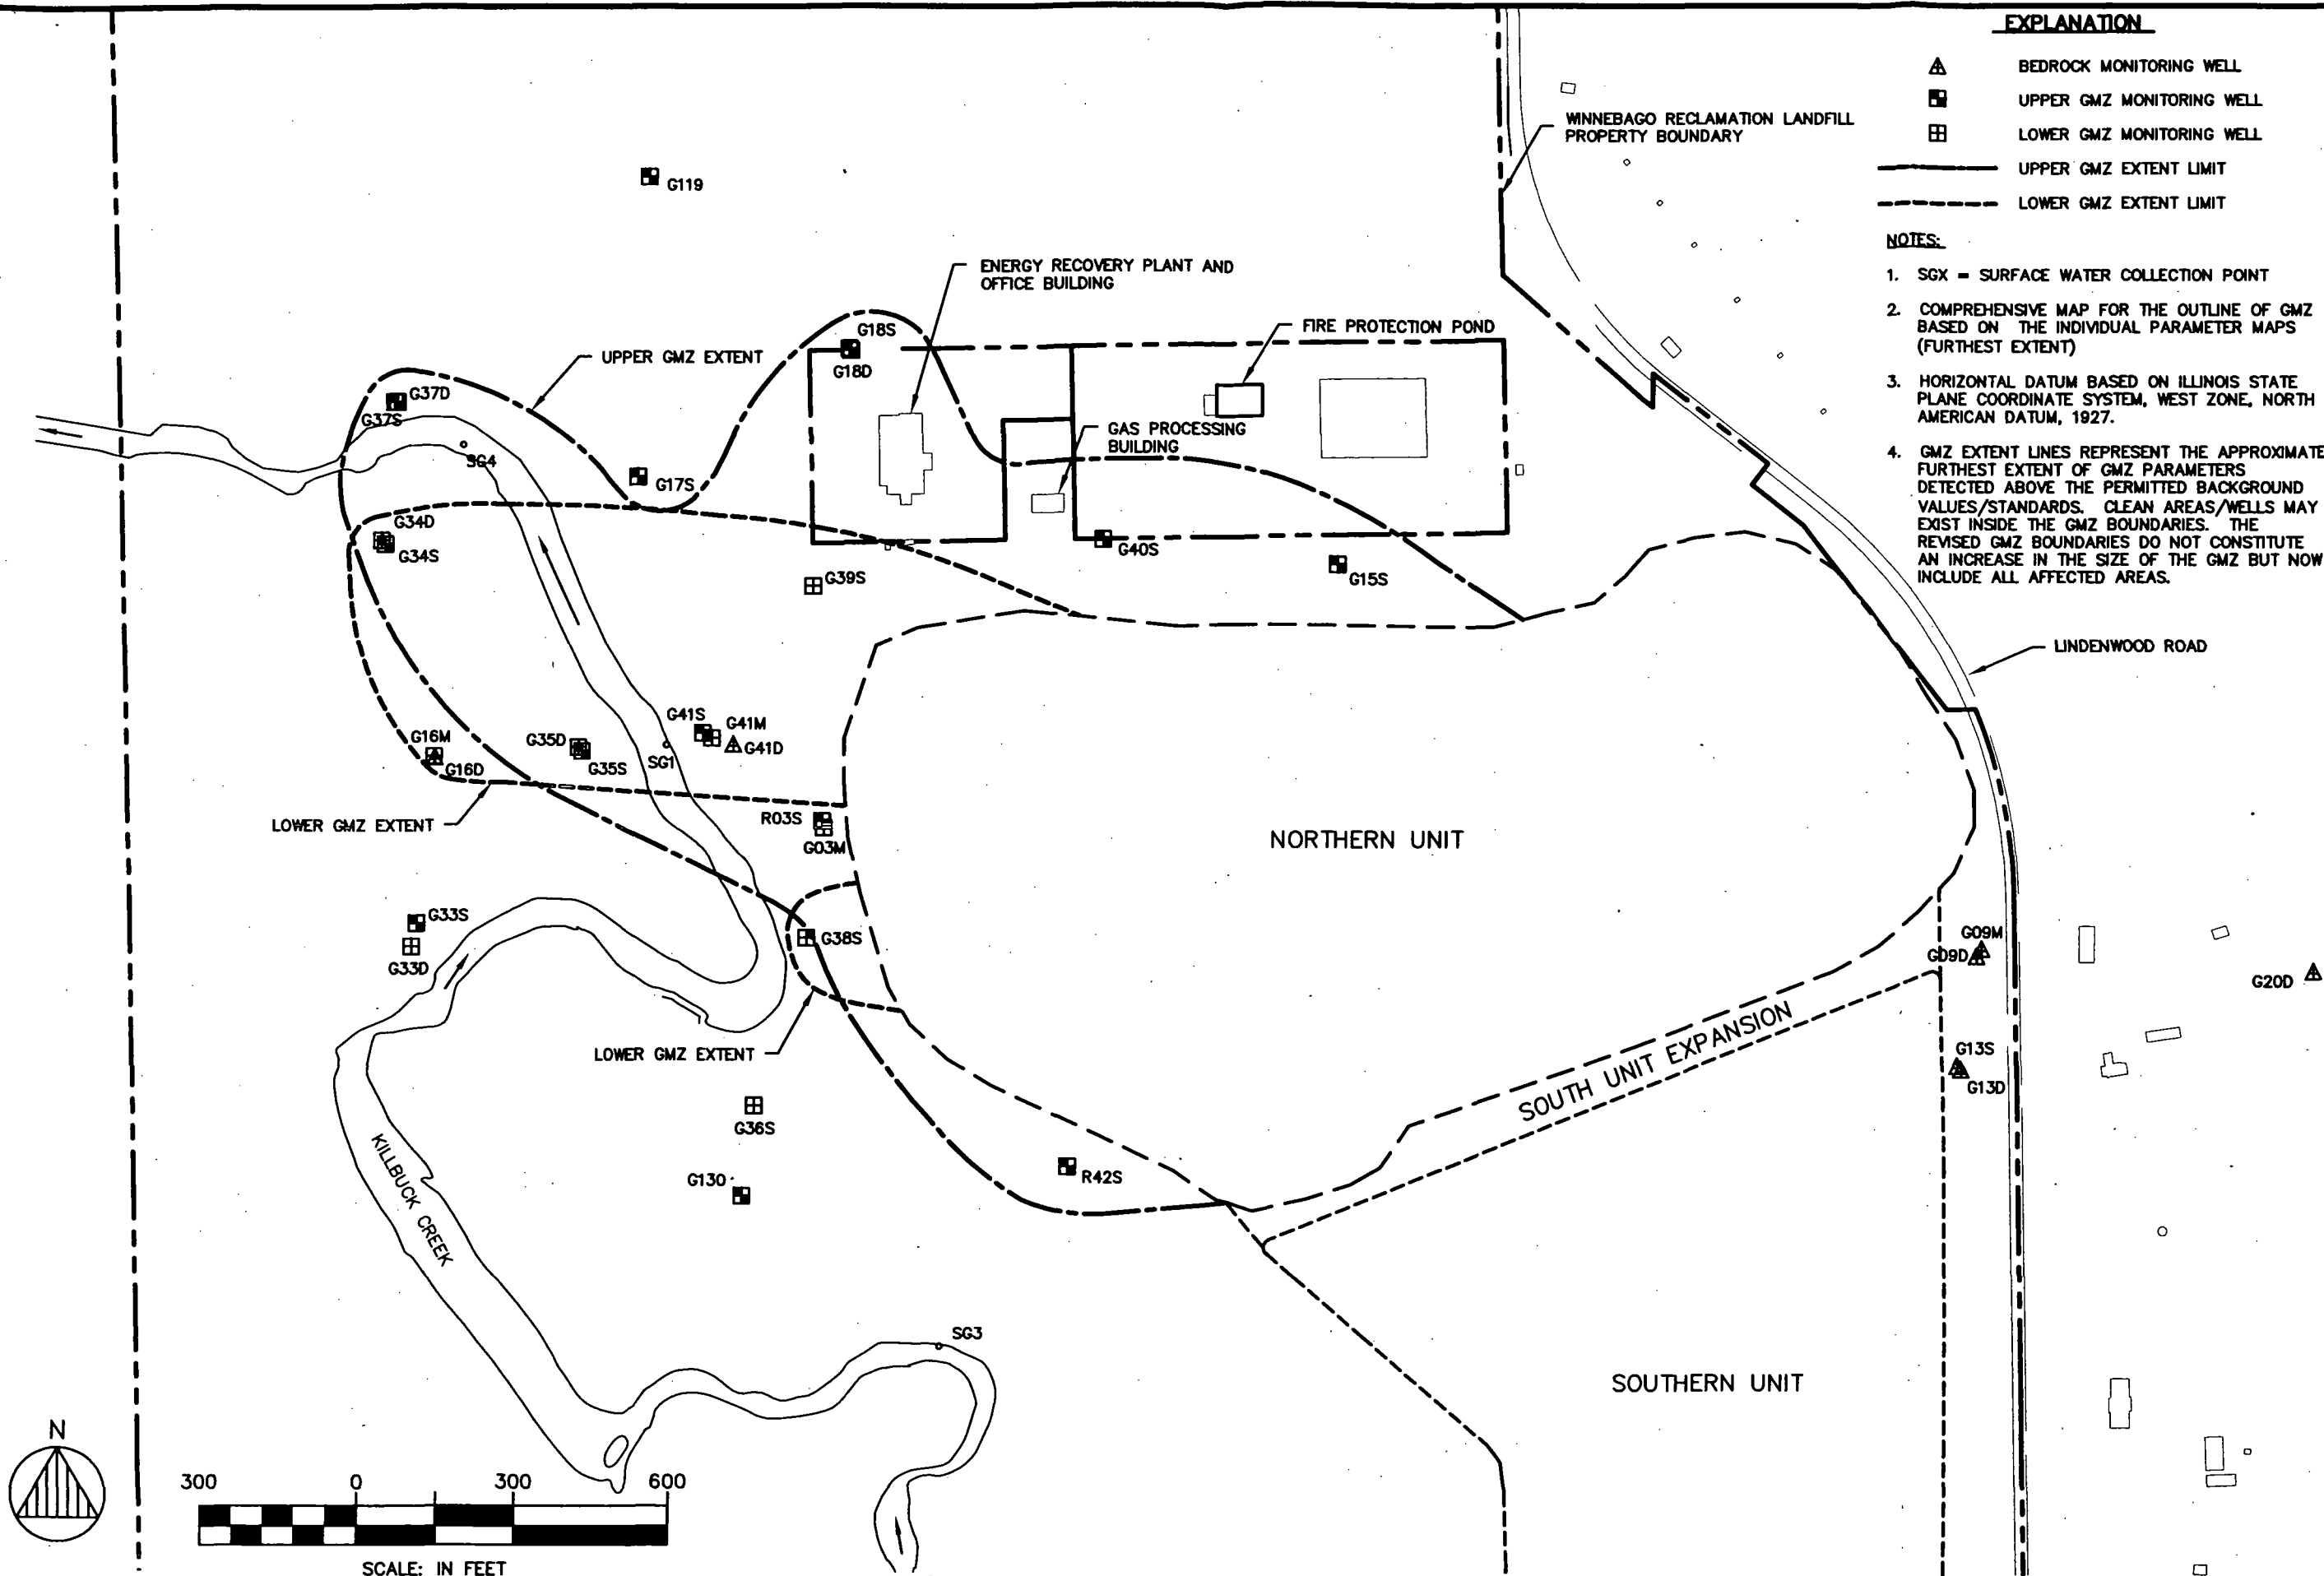 EXPLANATION
BEDROCK MONITORING WELL
UPPER GMZ MONITORING WELL
LOWER GMZ MONITORING WELL
UPPER GMZ EXTENT LIMIT
LOWER GMZ EXTENT LIMIT
NOTES:
1. SGX = SURFACE WATER COLLECTION POINT
2. COMPREHENSIVE MAP FOR THE OUTLINE OF GMZ
BASED ON THE INDIVIDUAL PARAMETER MAPS
(FURTHEST EXTENT)
3. HORIZONTAL DATUM BASED ON ILLINOIS STATE
PLANE COORDINATE SYSTEM, WEST ZONE, NORTH
AMERICAN DATUM, 1927.
4. GMZ EXTENT LINES REPRESENT THE APPROXIMATE
FURTHEST EXTENT OF GMZ PARAMETERS
DETECTED ABOVE THE PERMITTED BACKGROUND
VALUES/STANDARDS. CLEAN AREAS/WELLS MAY
EXIST INSIDE THE GMZ BOUNDARIES. THE
REVISED GMZ BOUNDARIES DO NOT CONSTITUTE
AN INCREASE IN THE SIZE OF THE GMZ BUT NOW
INCLUDE ALL AFFECTED AREAS.
WINNEBAGO RECLAMATION LANDFILL
PROPERTY BOUNDARY
G119
ENERGY RECOVERY PLANT AND
OFFICE BUILDING
FIRE PROTECTION POND
G18S
G18D
UPPER GMZ EXTENT
G37D
G37S
GAS PROCESSING
BUILDING
SG4
G17S
G34D
G34S
G40S
G15S
G39S
LINDENWOOD ROAD
G41S
G41M
G41D
G16M
G16D
G35D
G35S
SG1
LOWER GMZ EXTENT
R03S
G03M
NORTHERN UNIT
G33S
G33D
G38S
G09M
G09D
G20D
LOWER GMZ EXTENT
SOUTH UNIT EXPANSION
G13S
G13D
G36S
G130
R42S
KILLBUCK CREEK
SG3
SOUTHERN UNIT
N
300 0 300 600
SCALE: IN FEET